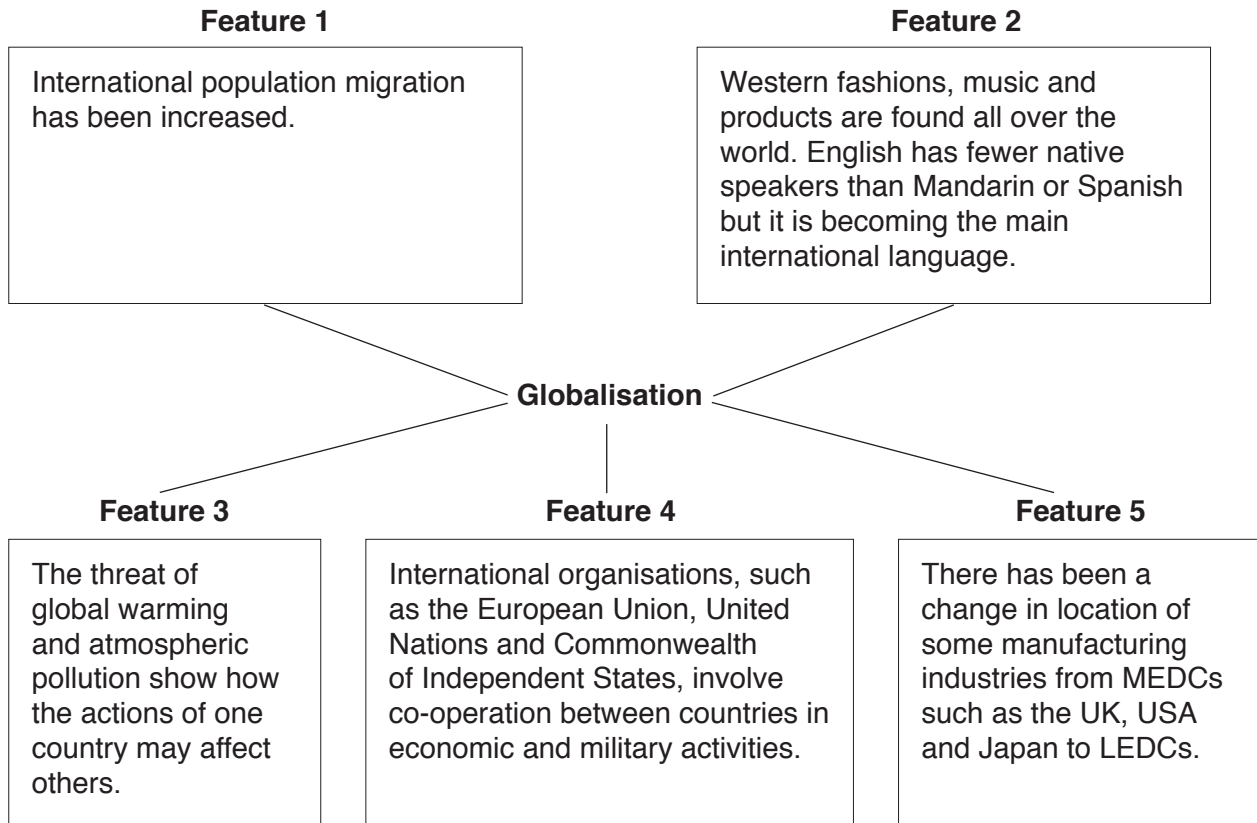 Feature 1
International population migration
has been increased.
Feature 2
Western fashions, music and
products are found all over the
world. English has fewer native
speakers than Mandarin or Spanish
but it is becoming the main
international language.
Globalisation
Feature 3
The threat of
global warming
and atmospheric
pollution show how
the actions of one
country may affect
others.
Feature 4
International organisations, such
as the European Union, United
Nations and Commonwealth
of Independent States, involve
co-operation between countries in
economic and military activities.
Feature 5
There has been a
change in location of
some manufacturing
industries from MEDCs
such as the UK, USA
and Japan to LEDCs.